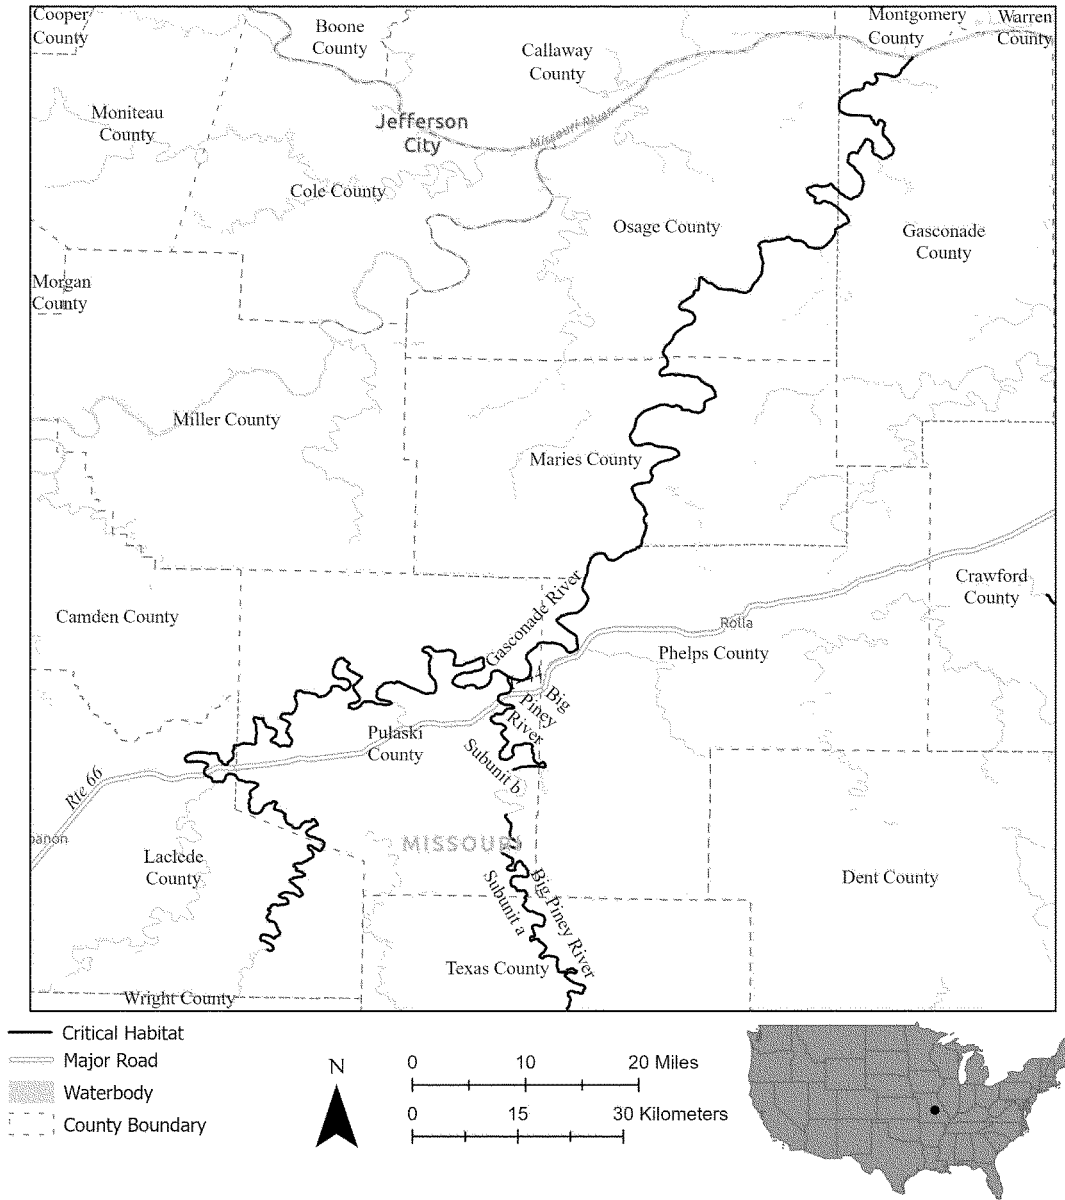 Cooper
County
Boone
County
Callaway
County
Montgomery
County
Warren
County
Moniteau
County
Jefferson
City
Missouri River
Cole County
Osage County
Gasconade
County
Morgan
County
Miller County
Maries County
Gasconade River
Camden County
Crawford
County
Rolla
Phelps County
Big
Piney
River
Pulaski
County
Subunit b
Rte 66
banon
MISSOURI
Laclede
County
Dent County
Subunit a
Big Piney River
Texas County
Wright County
Critical Habitat
Major Road
Waterbody
County Boundary
N
0 10 20 Miles
0 15 30 Kilometers